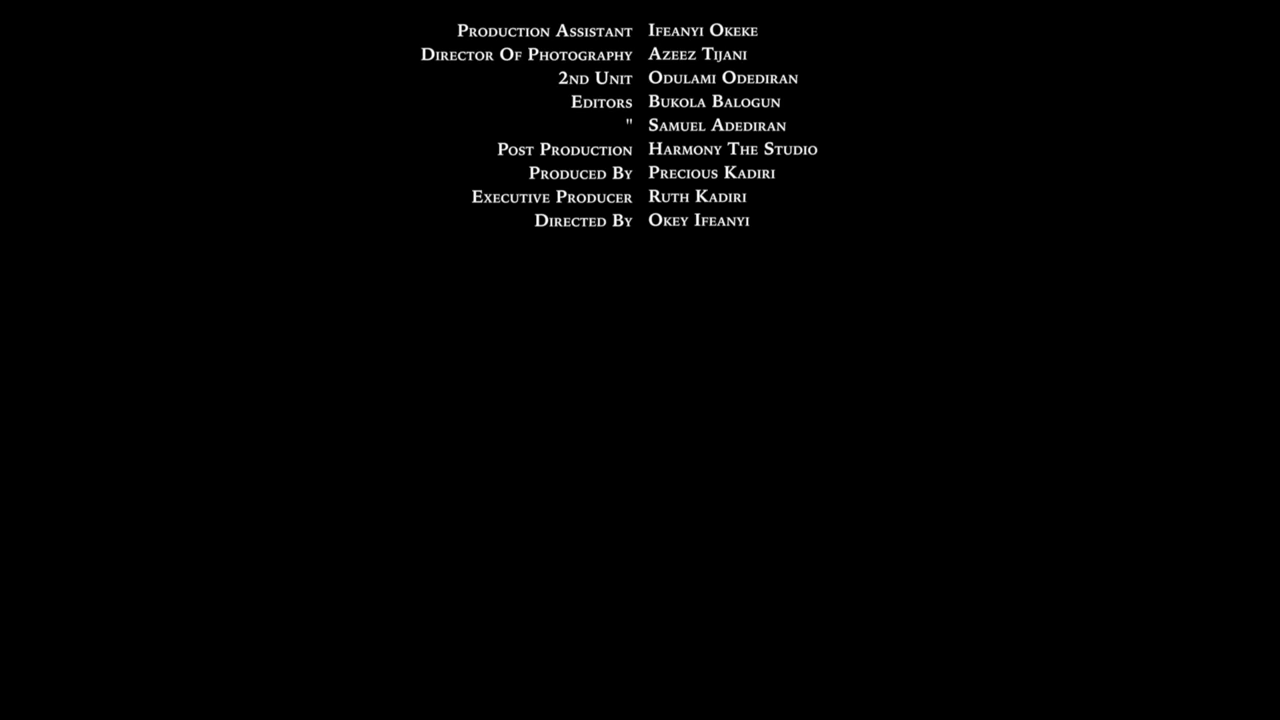 Production Assistant Ifeanyi Okeke
Director Of Photography Azeez Tijani
2nd Unit Odulami Odediran
Editors Bukola Balogun
" Samuel Adediran
Post Production Harmony The Studio
Produced By Precious Kadiri
Executive Producer Ruth Kadiri
Directed By Okey Ifeanyi